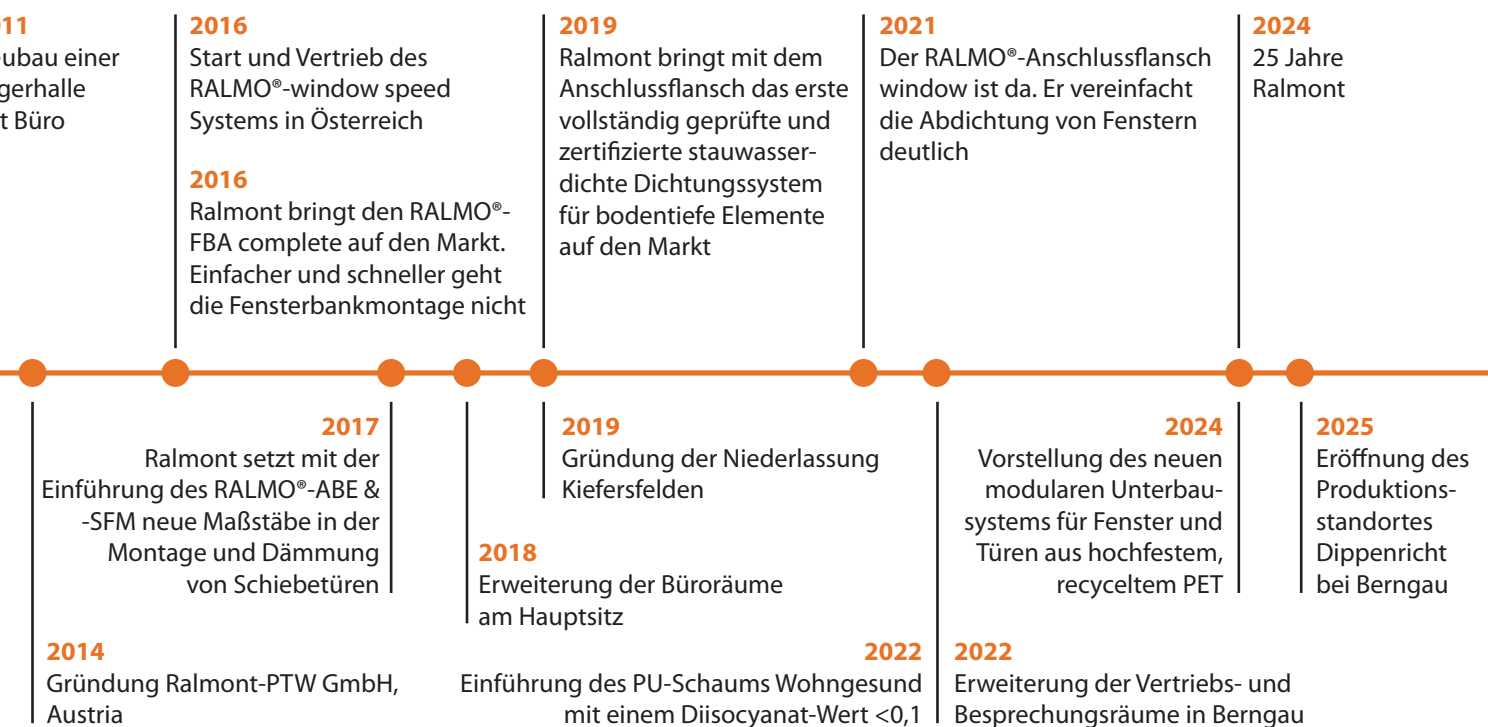 11
ubau einer
gerhalle
t Büro
2016
Start und Vertrieb des
RALMO®-window speed
Systems in Österreich
2016
Ralmont bringt den RALMO®-
FBA complete auf den Markt.
Einfacher und schneller geht
die Fensterbankmontage nicht
2019
Ralmont bringt mit dem
Anschlussflansch das erste
vollständig geprüfte und
zertifizierte stauwasser-
dichte Dichtungssystem
für bodentiefe Elemente
auf den Markt
2021
Der RALMO®-Anschlussflansch
window ist da. Er vereinfacht
die Abdichtung von Fenstern
deutlich
2024
25 Jahre
Ralmont
2014
Gründung Ralmont-PTW GmbH,
Austria
2017
Ralmont setzt mit der
Einführung des RALMO®-ABE &
-SFM neue Maßstäbe in der
Montage und Dämmung
von Schiebetüren
2018
Erweiterung der Büroräume
am Hauptsitz
2019
Gründung der Niederlassung
Kiefersfelden
2022
Einführung des PU-Schaums Wohngesund
mit einem Diisocyanat-Wert <0,1
2022
Erweiterung der Vertriebs- und
Besprechungsräume in Berngau
2024
Vorstellung des neuen
modularen Unterbau-
systems für Fenster und
Türen aus hochfestem,
recyceltem PET
2025
Eröffnung des
Produktions-
standortes
Dippenricht
bei Berngau